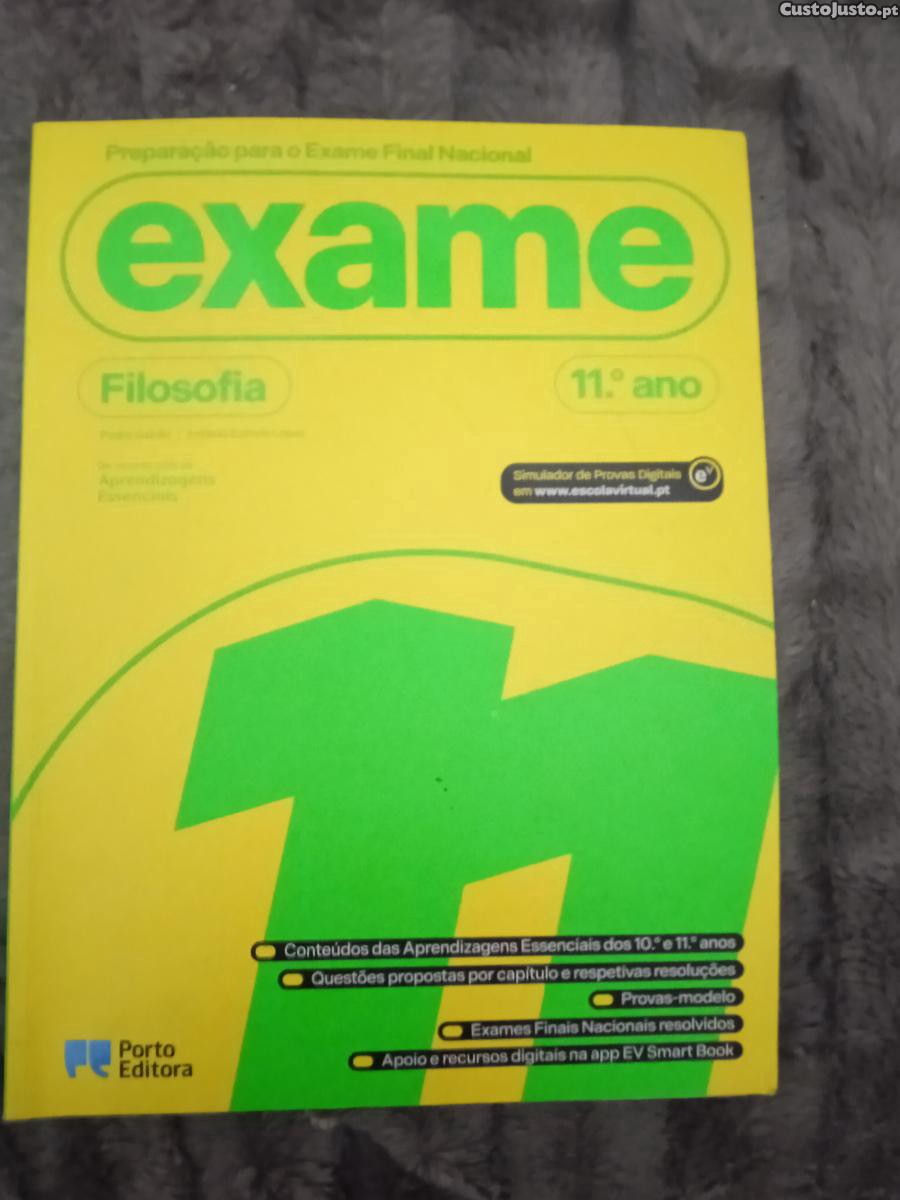 CustoJusto.pt
Preparação para o Exame Final Nacional
exame
Filosofia
11.º ano
Aprendizagens
Essenciais
Simulador de Provas Digitais
em www.escolavirtual.pt
ev
11
Conteúdos das Aprendizagens Essenciais dos 10.º e 11.º anos
Questões propostas por capítulo e respetivas resoluções
Provas-modelo
Exames Finais Nacionais resolvidos
Apoio e recursos digitais na app EV Smart Book
Porto
Editora